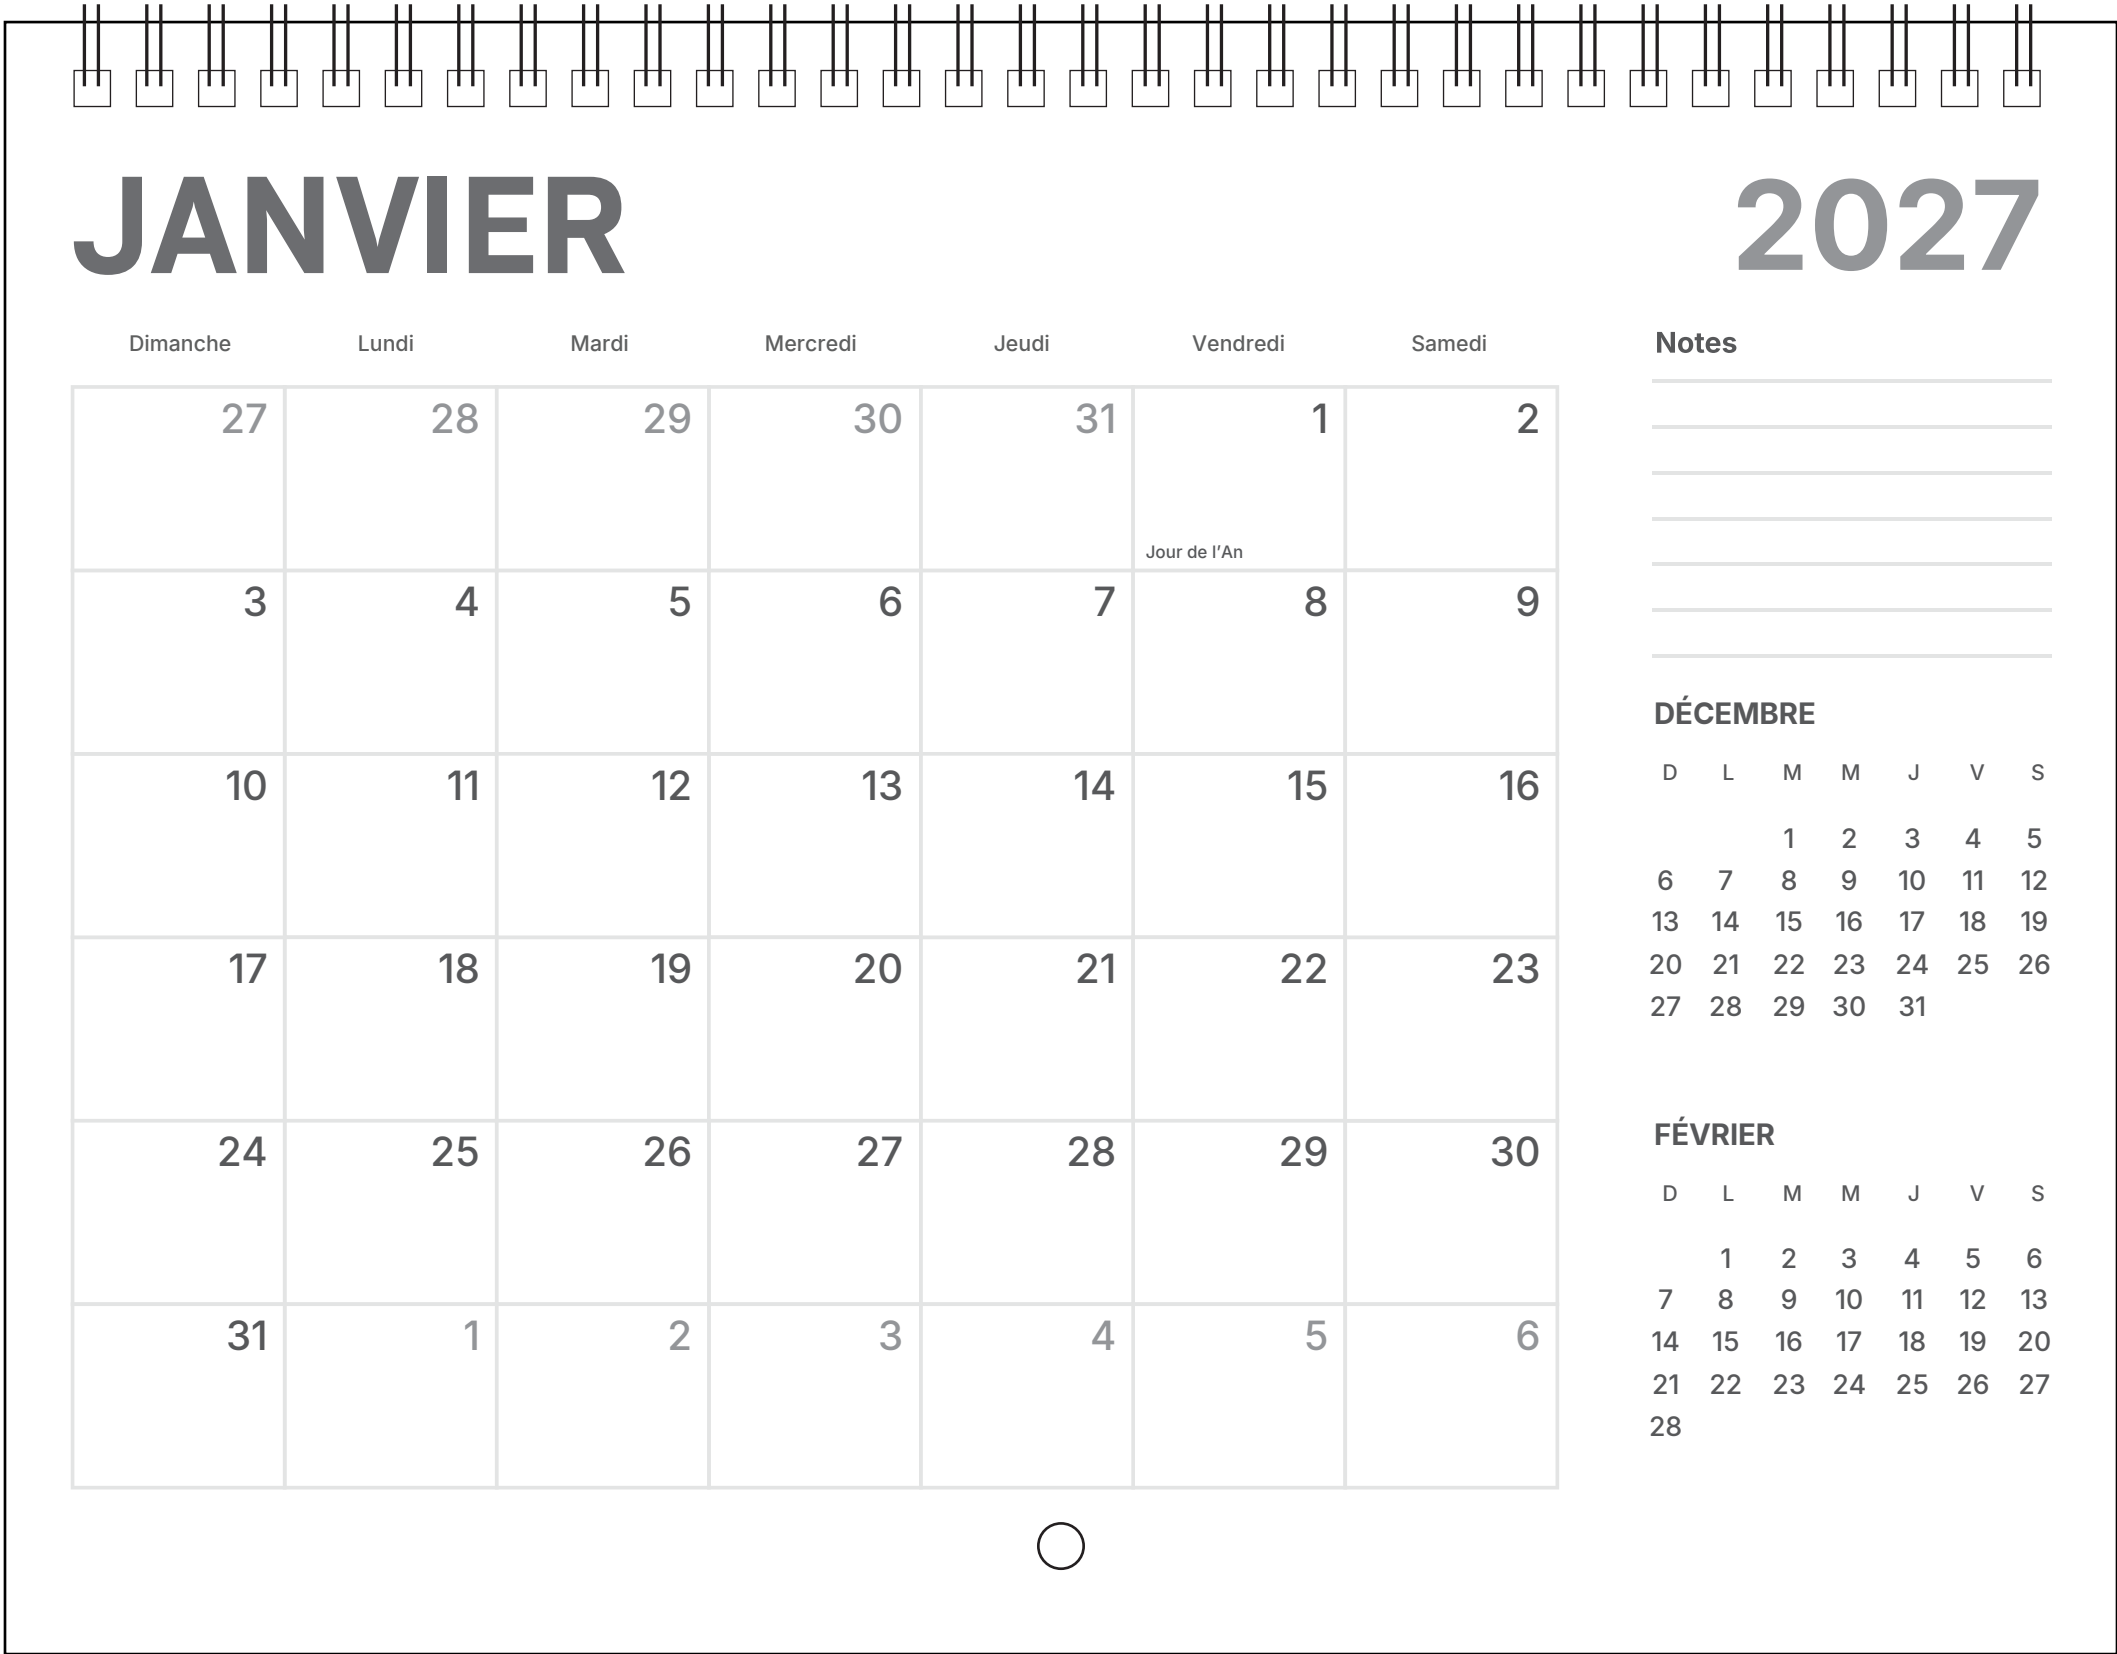 JANVIER 2027
Dimanche Lundi Mardi Mercredi Jeudi Vendredi Samedi
27 28 29 30 31 1 2
Jour de l'An
3 4 5 6 7 8 9
10 11 12 13 14 15 16
17 18 19 20 21 22 23
24 25 26 27 28 29 30
31 1 2 3 4 5 6
Notes
DÉCEMBRE
D L M M J V S
1 2 3 4 5
6 7 8 9 10 11 12
13 14 15 16 17 18 19
20 21 22 23 24 25 26
27 28 29 30 31
FÉVRIER
D L M M J V S
1 2 3 4 5 6
7 8 9 10 11 12 13
14 15 16 17 18 19 20
21 22 23 24 25 26 27
28